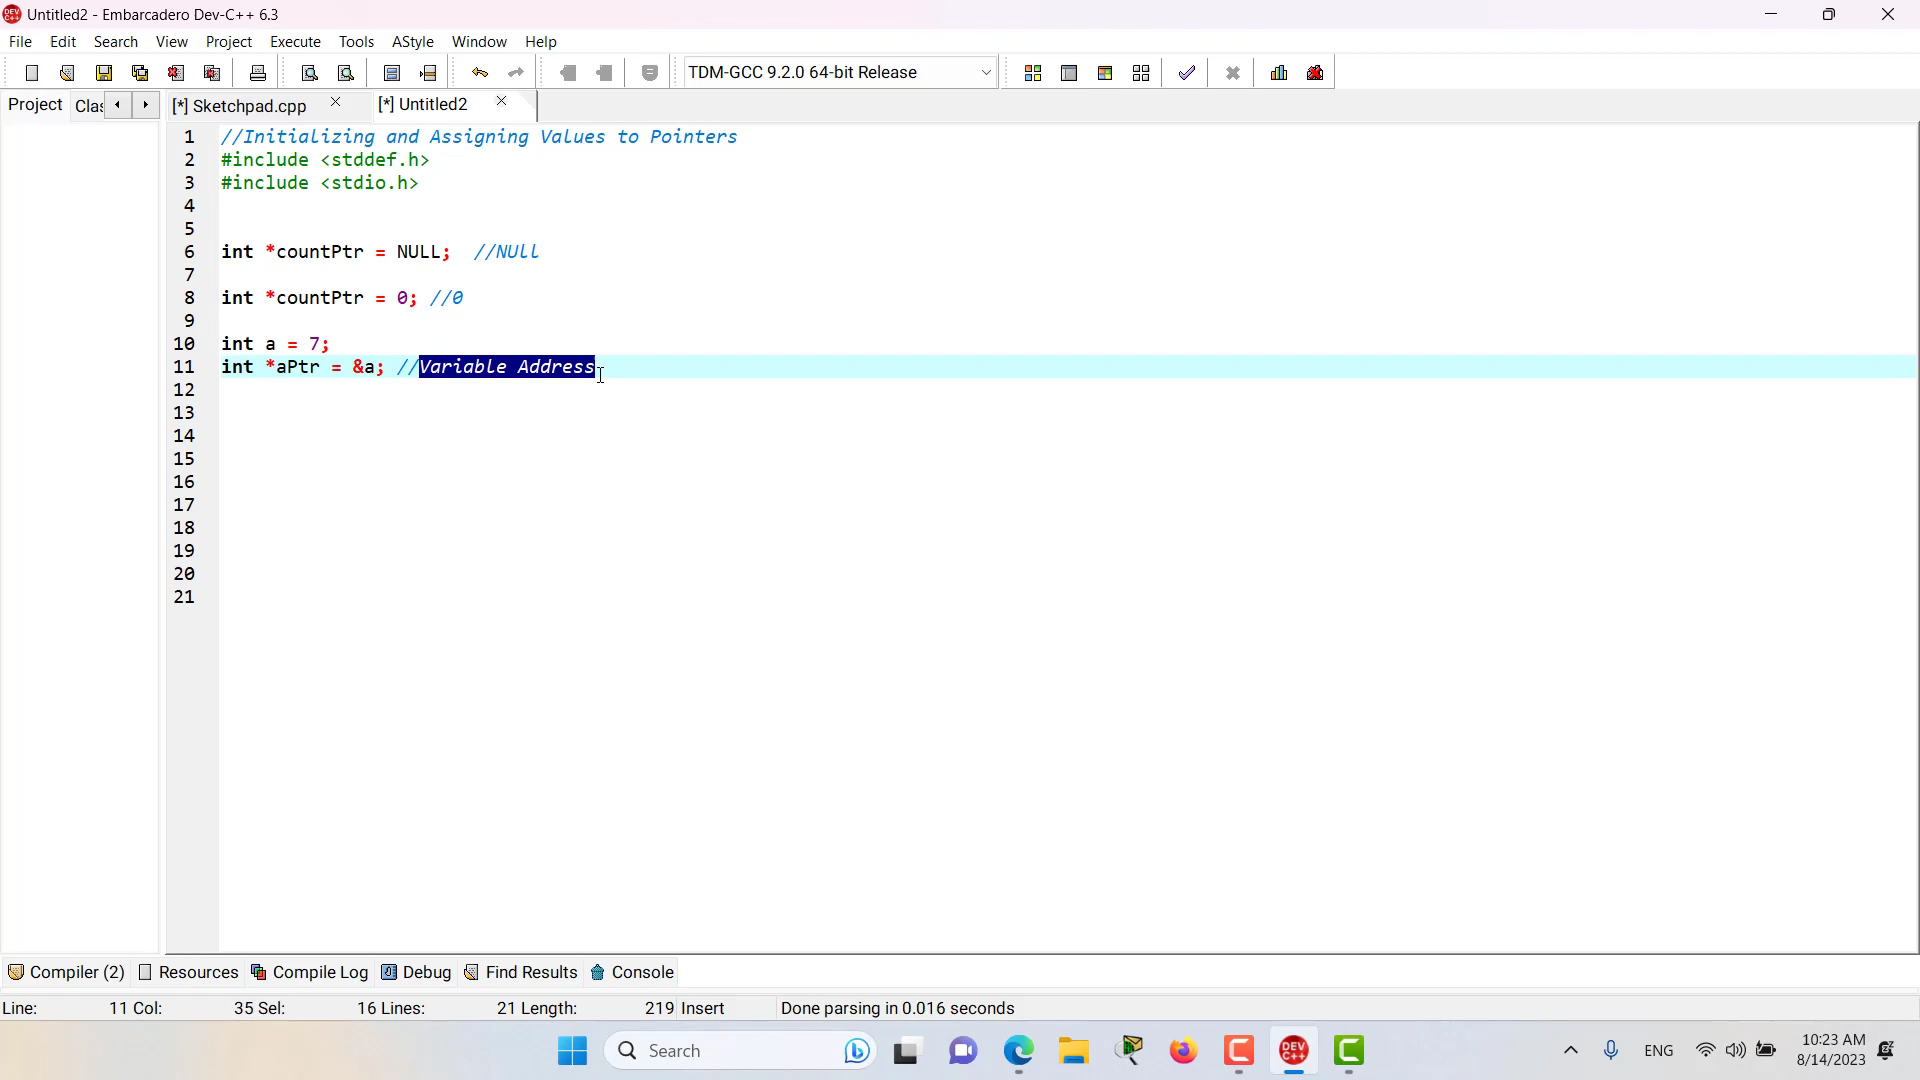 Untitled2 - Embarcadero Dev-C++ 6.3
File Edit Search View Project Execute Tools AStyle Window Help
TDM-GCC 9.2.0 64-bit Release
Project Clas [*] Sketchpad.cpp [*] Untitled2
1 //Initializing and Assigning Values to Pointers
2 #include <stddef.h>
3 #include <stdio.h>
4
5
6 int *countPtr = NULL; //NUll
7
8 int *countPtr = 0; //0
9
10 int a = 7;
11 int *aPtr = &a; //Variable Address
12
13
14
15
16
17
18
19
20
21
Compiler (2) Resources Compile Log Debug Find Results Console
Line: 11 Col: 35 Sel: 16 Lines: 21 Length: 219 Insert Done parsing in 0.016 seconds
Search DEV C++ ENG 10:23 AM
8/14/2023